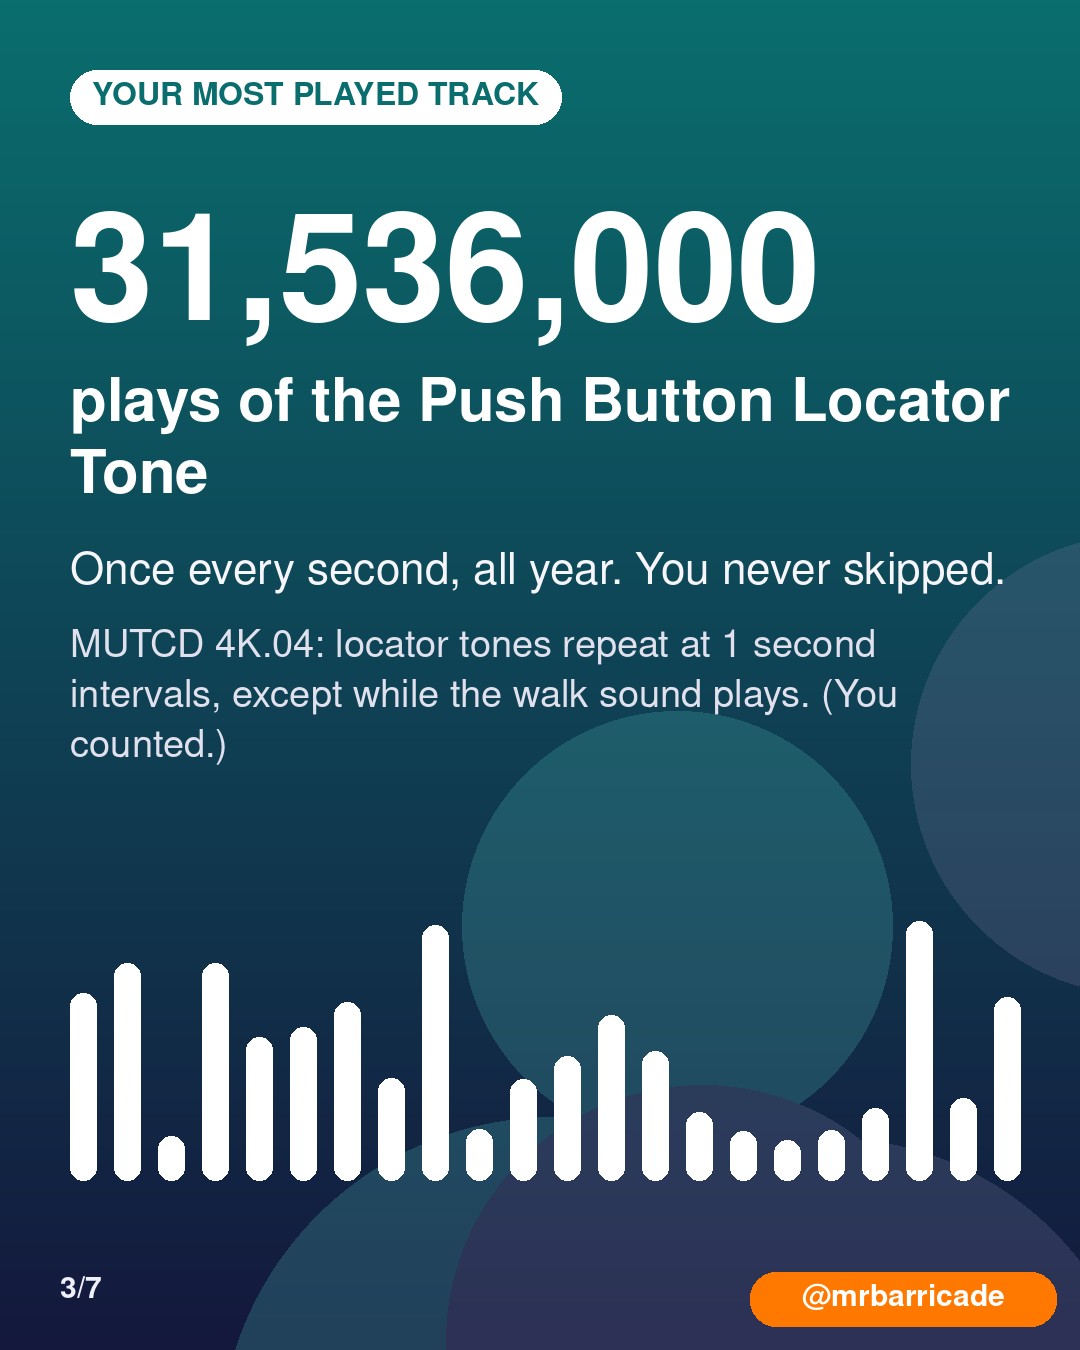 YOUR MOST PLAYED TRACK
31,536,000
plays of the Push Button Locator
Tone
Once every second, all year. You never skipped.
MUTCD 4K.04: locator tones repeat at 1 second
intervals, except while the walk sound plays. (You
counted.)
3/7
@mrbarricade